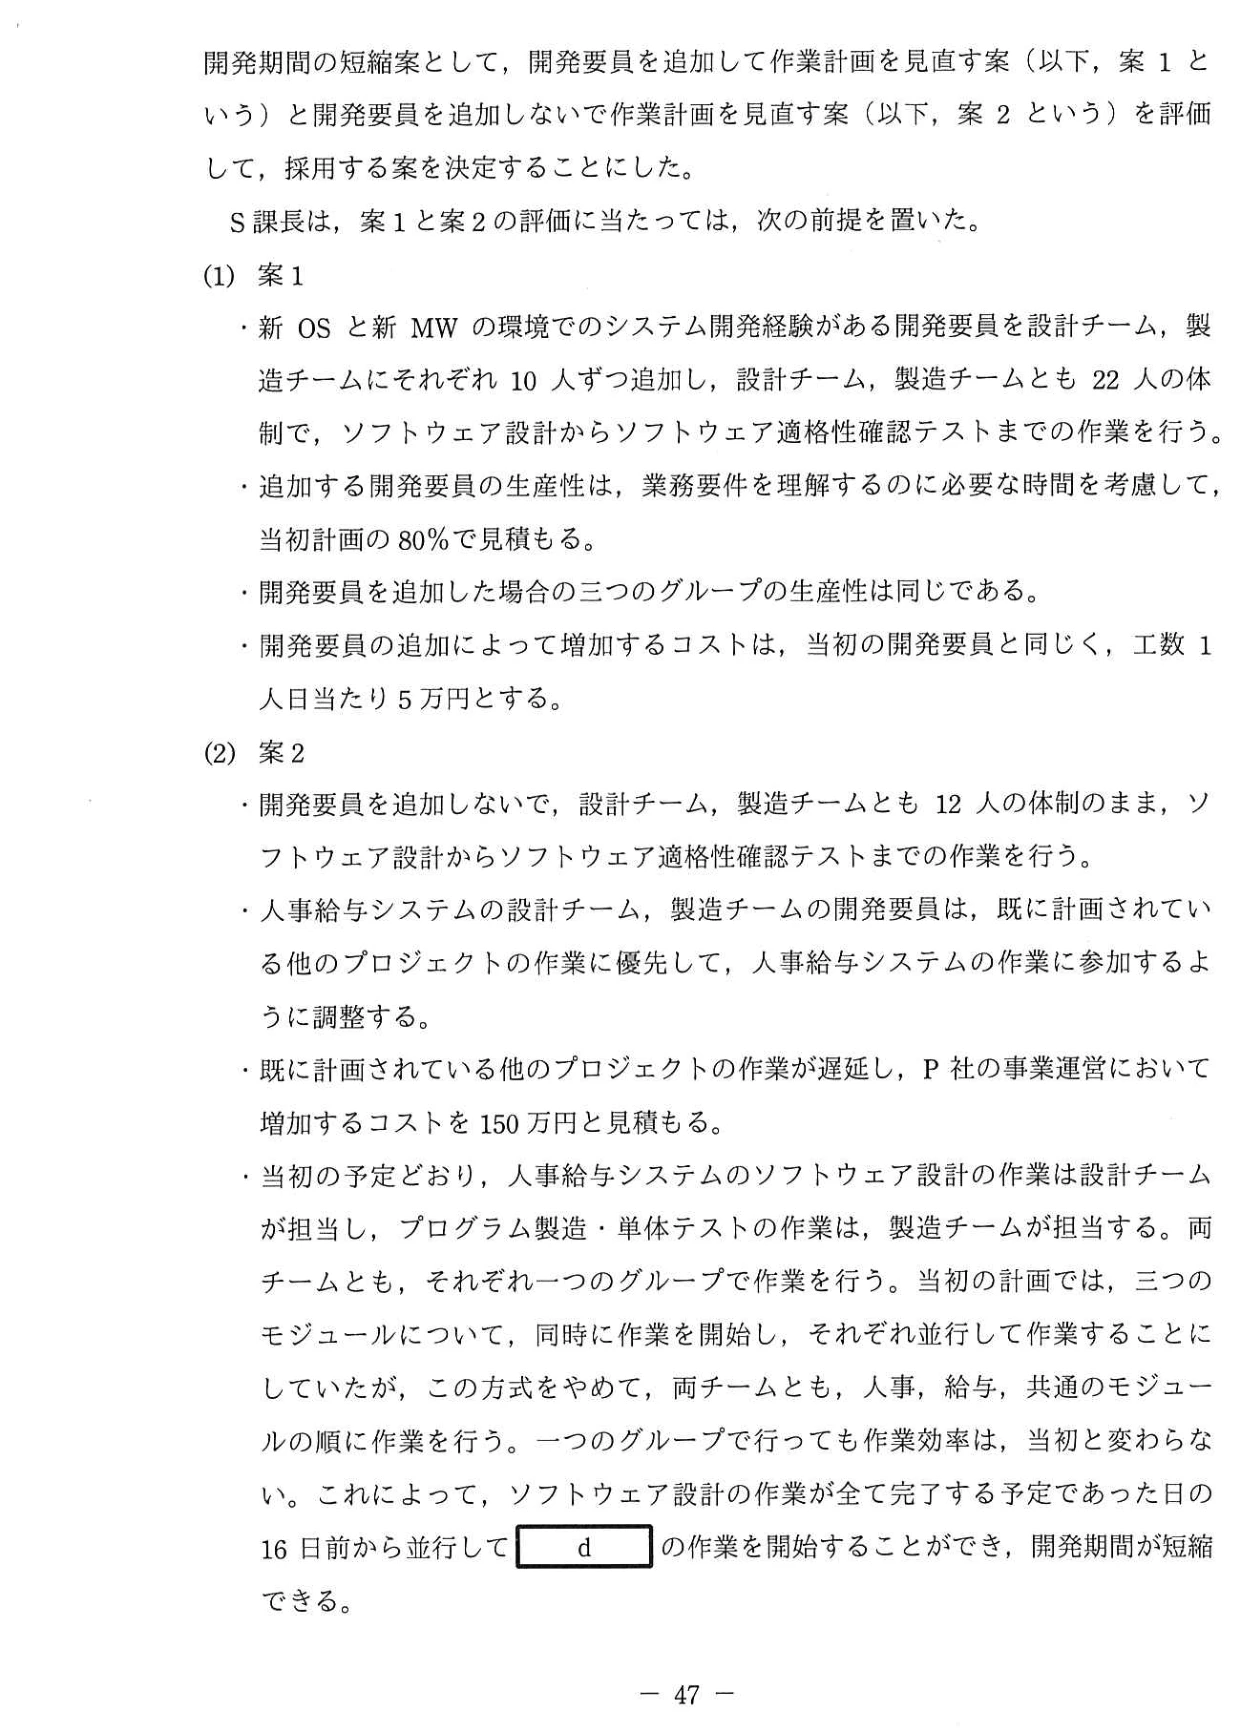 開発期間の短縮案として，開発要員を追加して作業計画を見直す案（以下，案 1 と
いう）と開発要員を追加しないで作業計画を見直す案（以下，案 2 という）を評価
して，採用する案を決定することにした。
S 課長は，案 1 と案 2 の評価に当たっては，次の前提を置いた。
(1) 案 1
・新 OS と新 MW の環境でのシステム開発経験がある開発要員を設計チーム，製
造チームにそれぞれ 10 人ずつ追加し，設計チーム，製造チームとも 22 人の体
制で，ソフトウェア設計からソフトウェア適格性確認テストまでの作業を行う。
・追加する開発要員の生産性は，業務要件を理解するのに必要な時間を考慮して，
当初計画の 80％で見積もる。
・開発要員を追加した場合の三つのグループの生産性は同じである。
・開発要員の追加によって増加するコストは，当初の開発要員と同じく，工数 1
人日当たり 5 万円とする。
(2) 案 2
・開発要員を追加しないで，設計チーム，製造チームとも 12 人の体制のまま，ソ
フトウェア設計からソフトウェア適格性確認テストまでの作業を行う。
・人事給与システムの設計チーム，製造チームの開発要員は，既に計画されてい
る他のプロジェクトの作業に優先して，人事給与システムの作業に参加するよ
うに調整する。
・既に計画されている他のプロジェクトの作業が遅延し，P 社の事業運営において
増加するコストを 150 万円と見積もる。
・当初の予定どおり，人事給与システムのソフトウェア設計の作業は設計チーム
が担当し，プログラム製造・単体テストの作業は，製造チームが担当する。両
チームとも，それぞれ一つのグループで作業を行う。当初の計画では，三つの
モジュールについて，同時に作業を開始し，それぞれ並行して作業することに
していたが，この方式をやめて，両チームとも，人事，給与，共通のモジュー
ルの順に作業を行う。一つのグループで行っても作業効率は，当初と変わらな
い。これによって，ソフトウェア設計の作業が全て完了する予定であった日の
16 日前から並行して d の作業を開始することができ，開発期間が短縮
できる。
－ 47 －